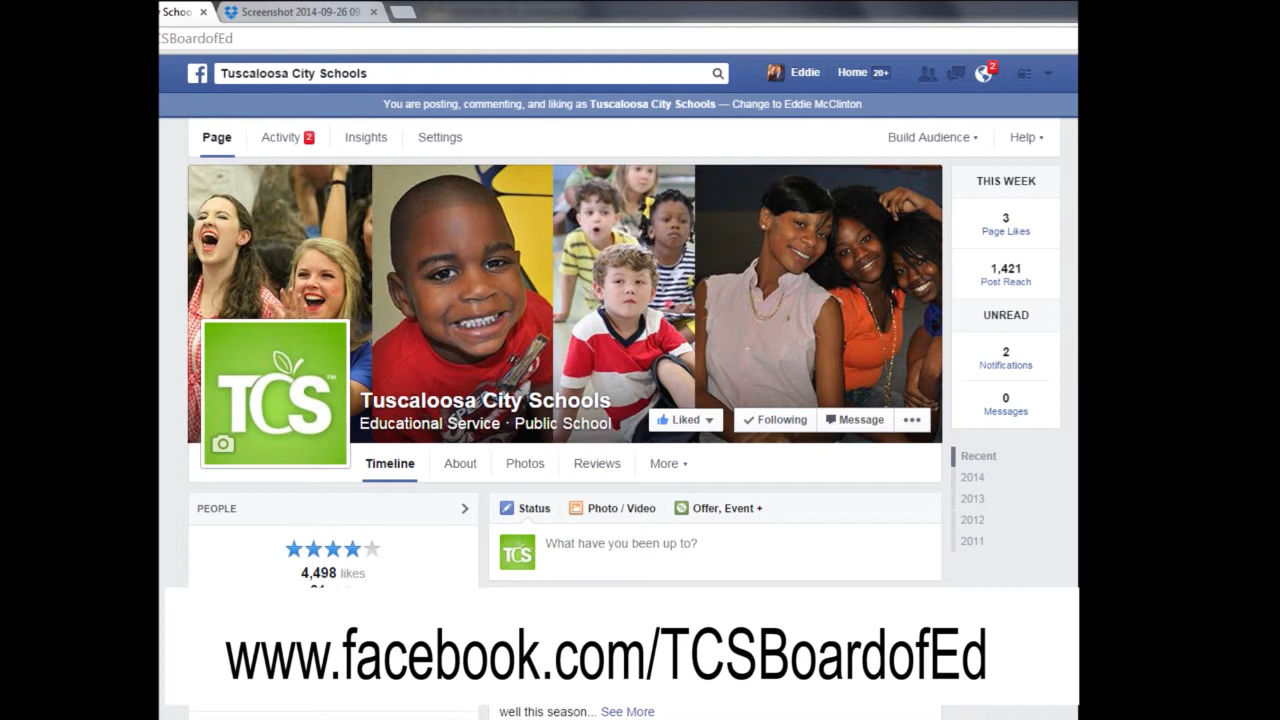 Schoo
Screenshot 2014-09-26 09
CSBoardofEd
Tuscaloosa City Schools
Eddie
Home 20+
2
You are posting, commenting, and liking as Tuscaloosa City Schools — Change to Eddie McClinton
Page
Activity 2
Insights
Settings
Build Audience
Help
THIS WEEK
3
Page Likes
1,421
Post Reach
UNREAD
2
Notifications
0
Messages
TCS™
Tuscaloosa City Schools
Educational Service · Public School
Liked
Following
Message
Timeline
About
Photos
Reviews
More
Recent
2014
2013
2012
2011
PEOPLE
4,498 likes
Status
Photo / Video
Offer, Event +
TCS
What have you been up to?
www.facebook.com/TCSBoardofEd
well this season... See More